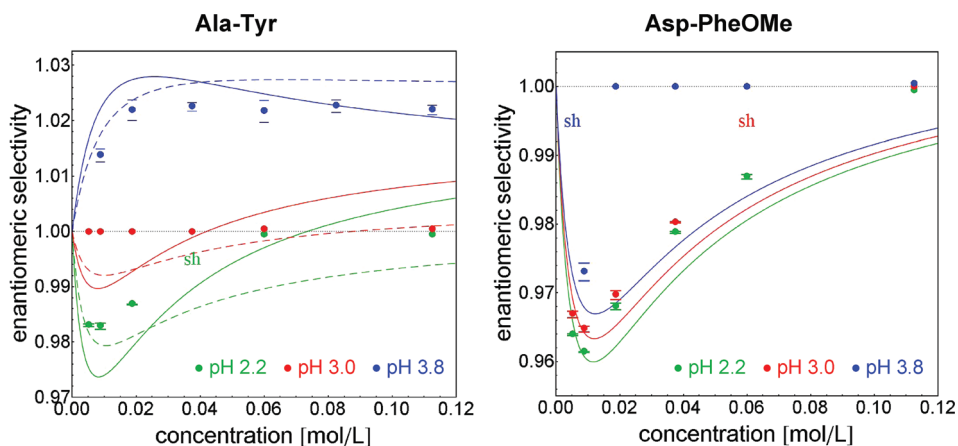 Ala-Tyr
enantiomeric selectivity
1.03
1.02
1.01
1.00
0.99
0.98
0.97
sh
pH 2.2 pH 3.0 pH 3.8
0.00 0.02 0.04 0.06 0.08 0.10 0.12
concentration [mol/L]
Asp-PheOMe
enantiomeric selectivity
1.00
0.99
0.98
0.97
0.96
sh sh
pH 2.2 pH 3.0 pH 3.8
0.00 0.02 0.04 0.06 0.08 0.10 0.12
concentration [mol/L]